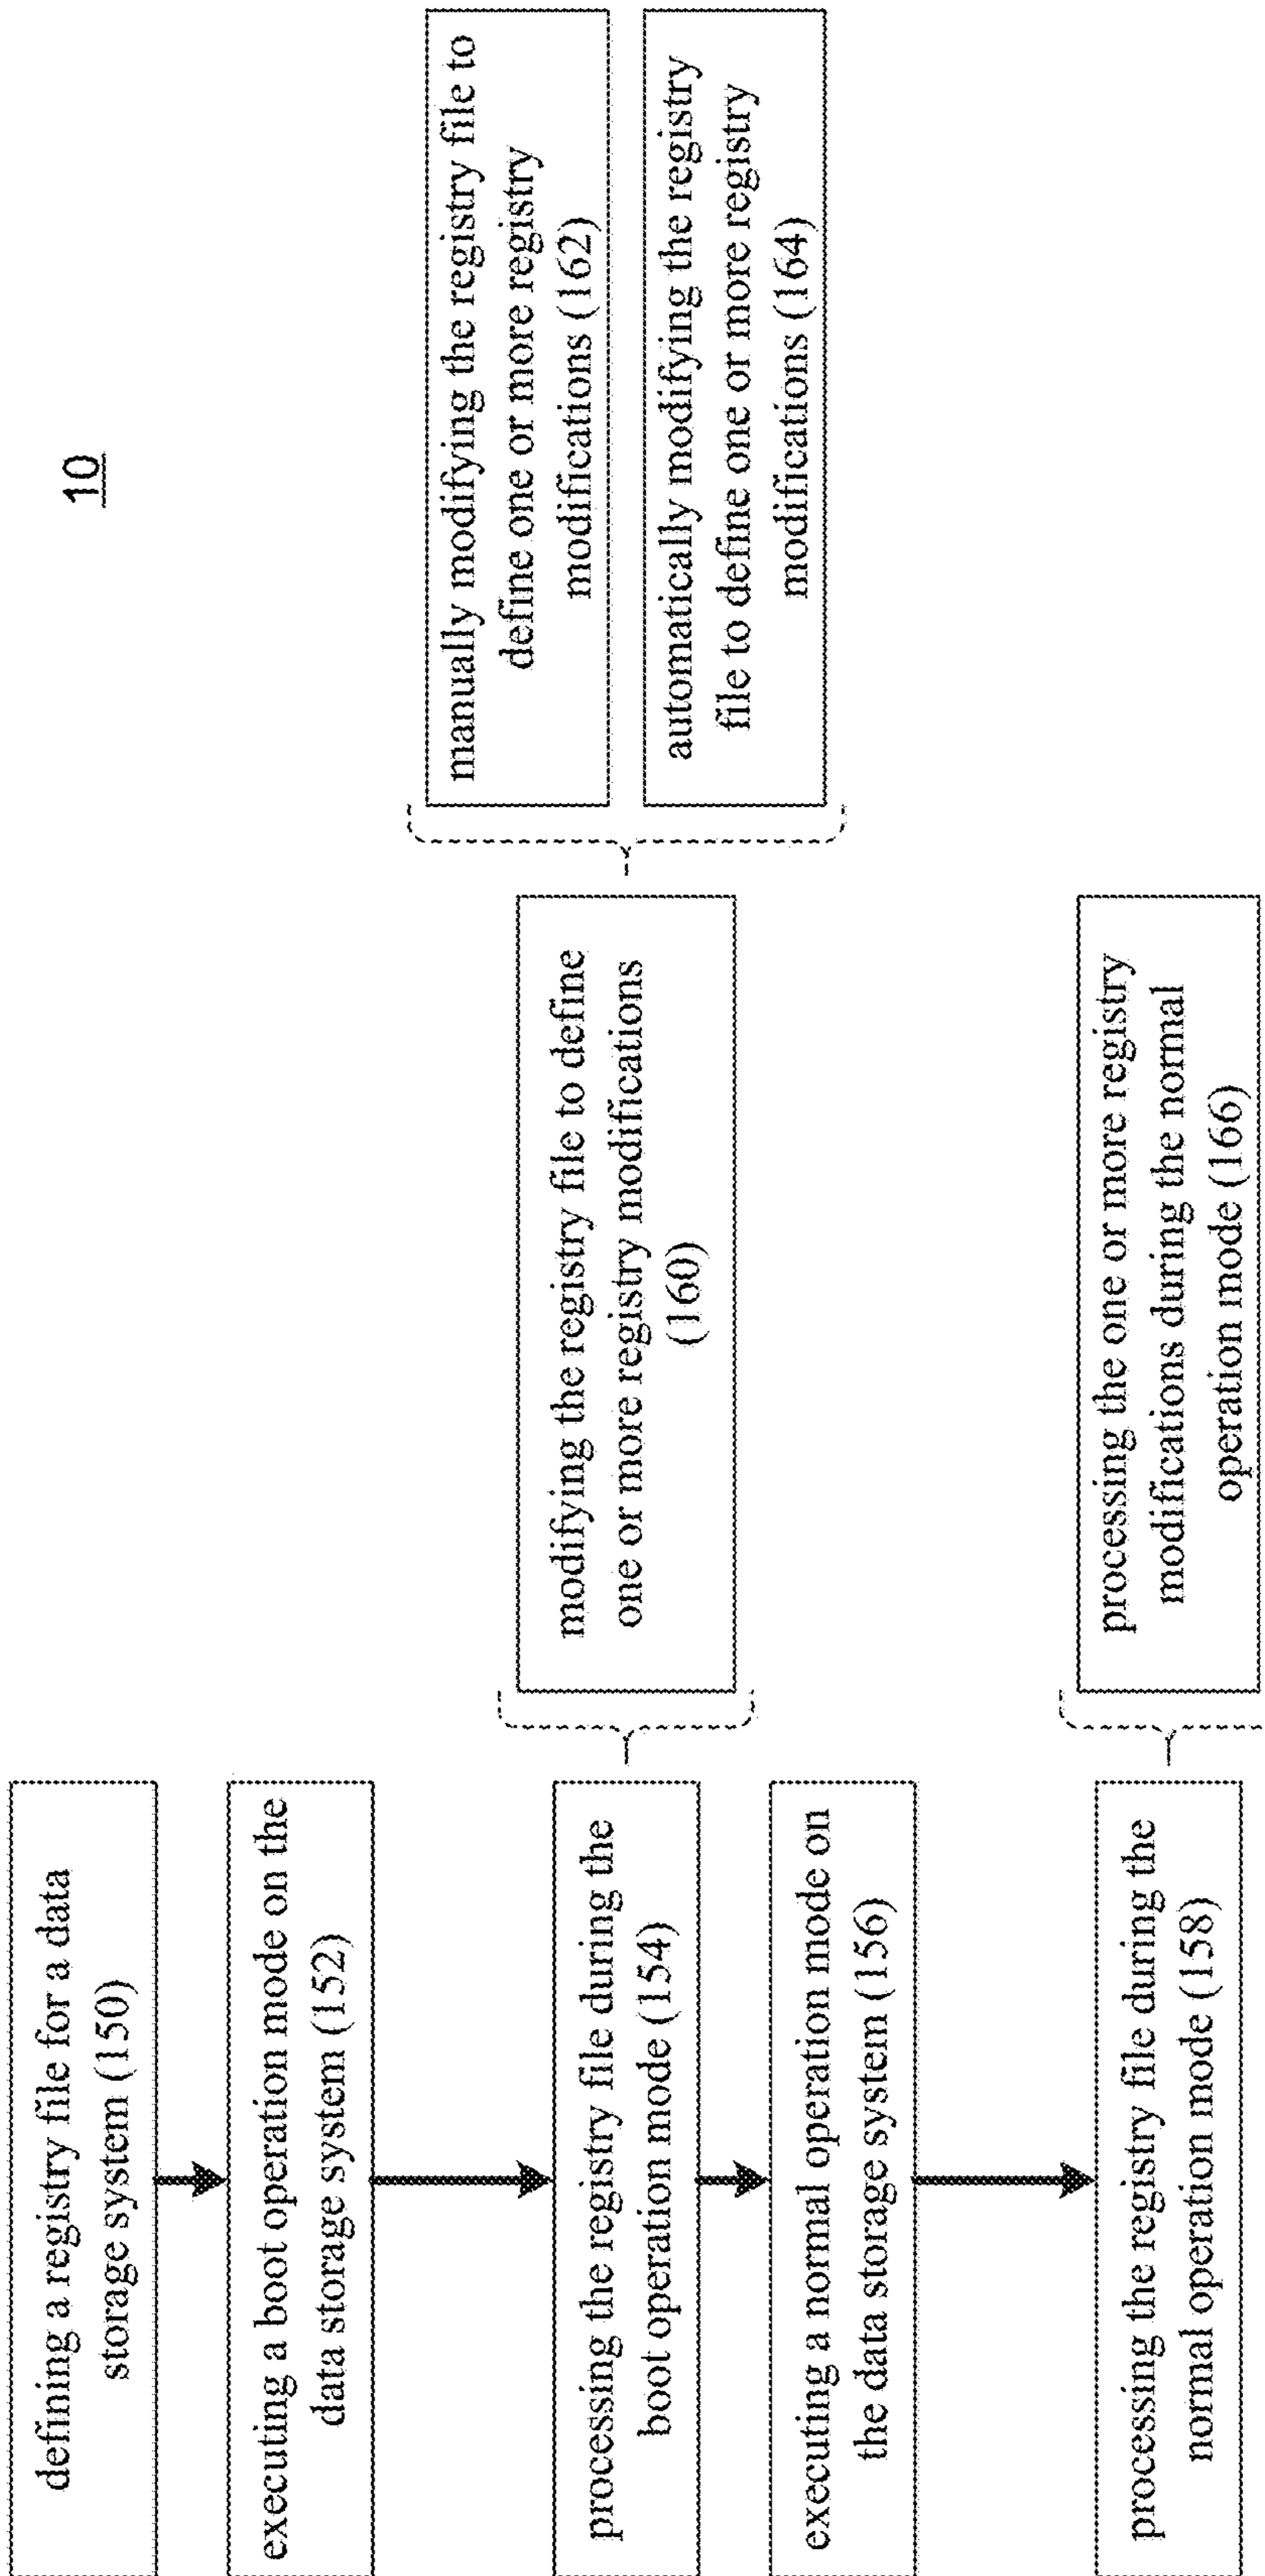 10
defining a registry file for a data
storage system (150)
executing a boot operation mode on the
data storage system (152)
processing the registry file during the
boot operation mode (154)
modifying the registry file to define
one or more registry modifications
(160)
manually modifying the registry file to
define one or more registry
modifications (162)
automatically modifying the registry
file to define one or more registry
modifications (164)
executing a normal operation mode on
the data storage system (156)
processing the registry file during the
normal operation mode (158)
processing the one or more registry
modifications during the normal
operation mode (166)